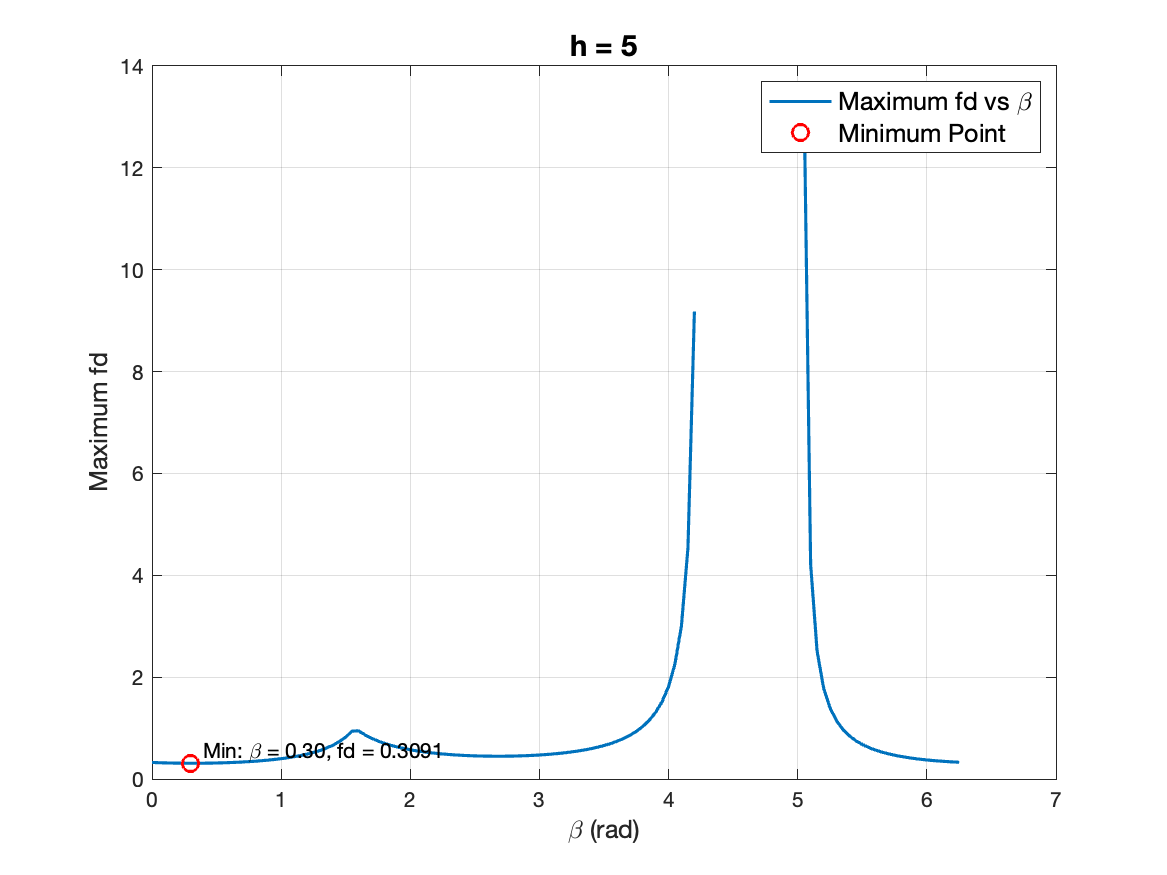 h = 5
14
12
10
8
6
4
2
0
Maximum fd
Maximum fd vs β
Minimum Point
Min: β = 0.30, fd = 0.3091
0 1 2 3 4 5 6 7
β (rad)